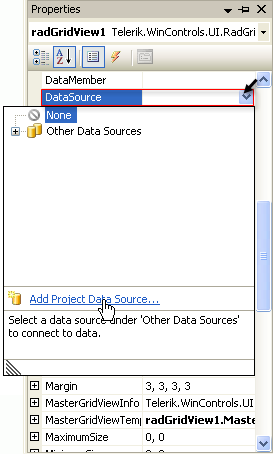 Properties
radGridView1 Telerik.WinControls.UI.RadGri
DataMember
DataSource
None
Other Data Sources
Add Project Data Source...
Select a data source under 'Other Data Sources'
to connect to data.
Margin 3, 3, 3, 3
MasterGridViewInfo Telerik.WinControls.UI
MasterGridViewTemp radGridView1.Maste
MaximumSize 0, 0